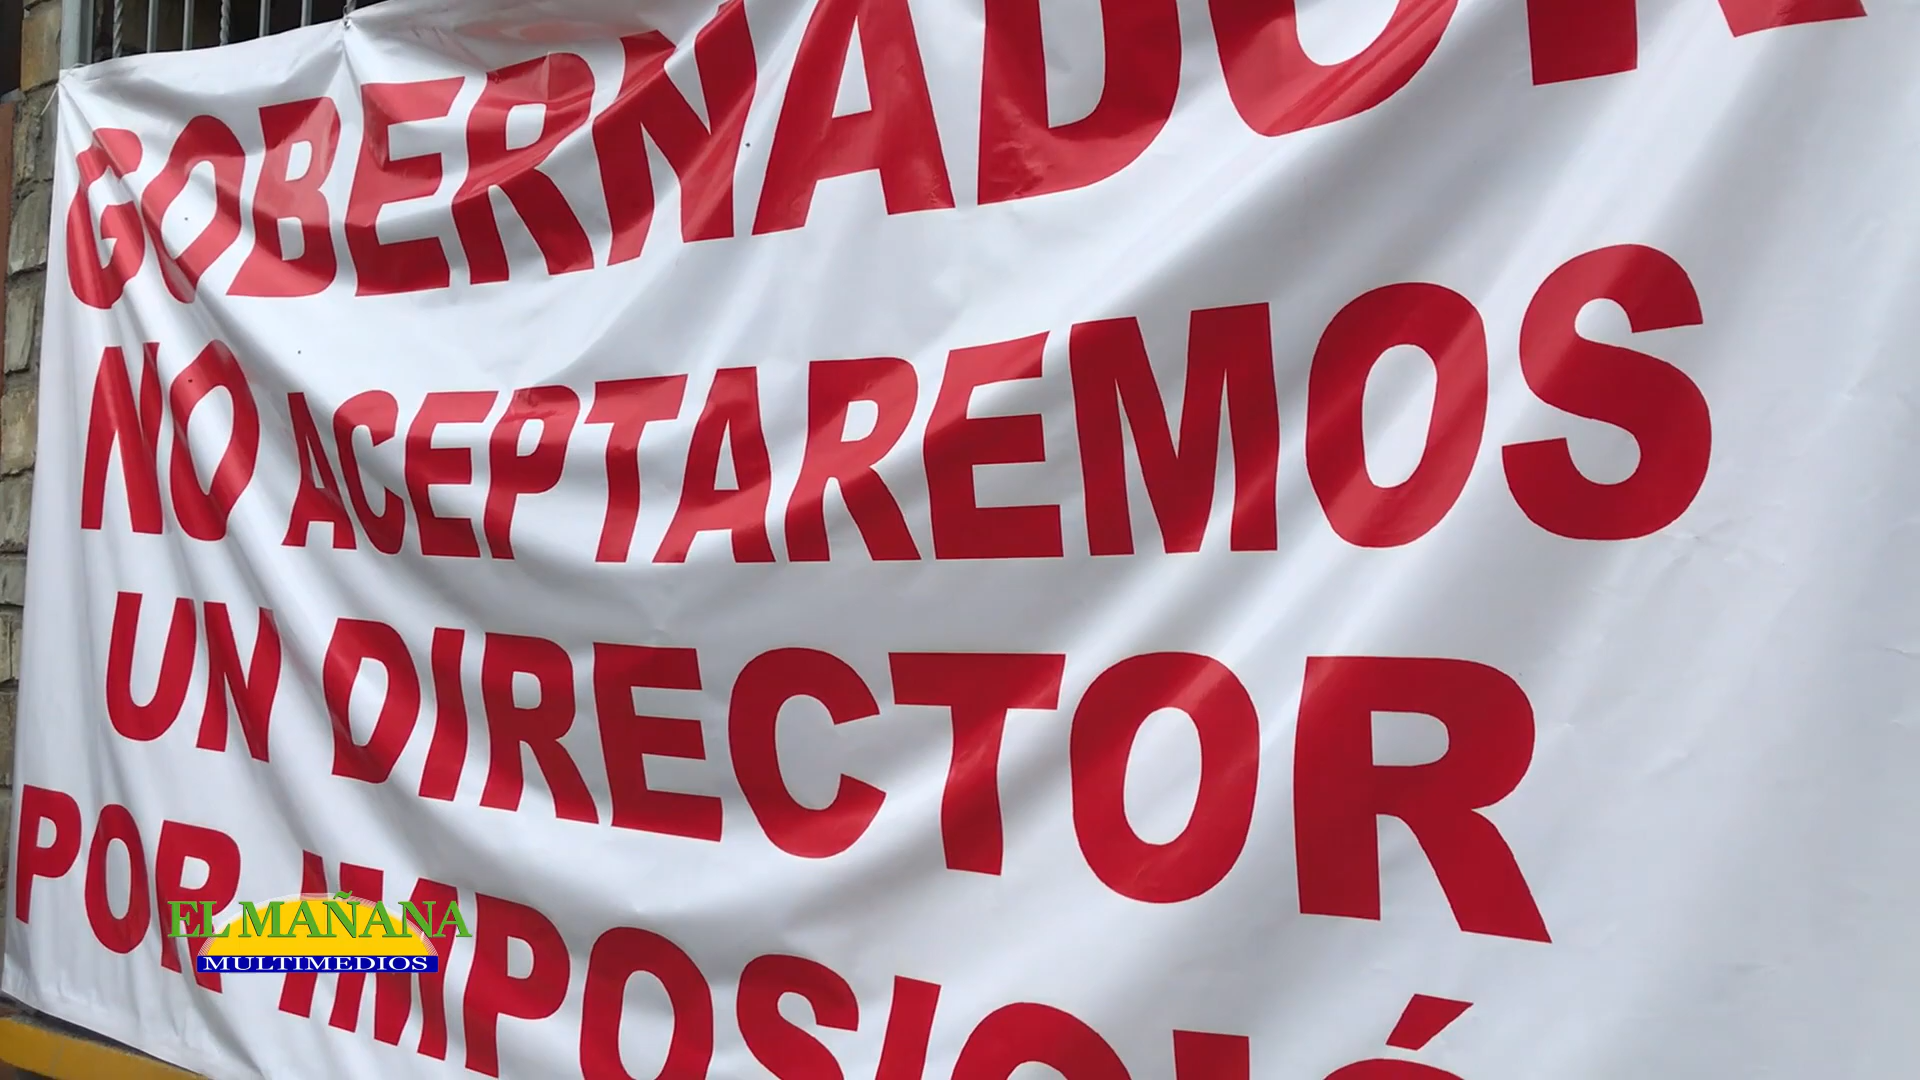 GOBERNADOR
NO ACEPTAREMOS
UN DIRECTOR
POR IMPOSICIÓ
EL MAÑANA
MULTIMEDIOS